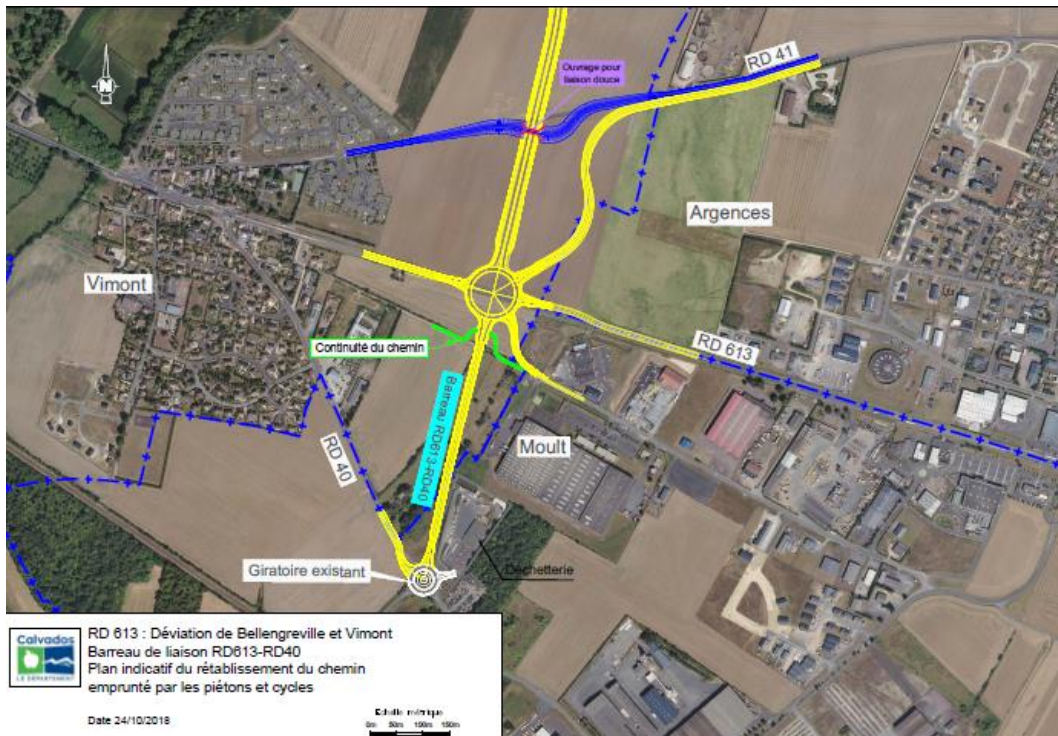 N
Ouvrage pour
liaison douce
RD 41
Argences
Vimont
Continuité du chemin
RD 613
Barreau RD613-RD40
RD 40
Moult
Giratoire existant
Déchetterie
Calvados
LE DÉPARTEMENT
RD 613 : Déviation de Bellengreville et Vimont
Barreau de liaison RD613-RD40
Plan indicatif du rétablissement du chemin
emprunté par les piétons et cycles
Date 24/10/2018
Echelle métrique
0m 50m 100m 150m